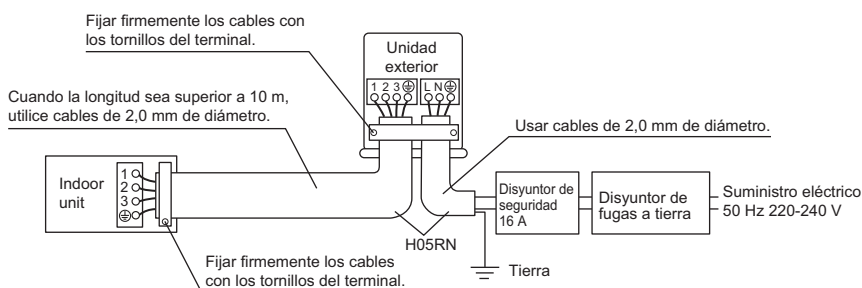 Fijar firmemente los cables con
los tornillos del terminal.
Unidad
exterior
1 2 3
L N
Cuando la longitud sea superior a 10 m,
utilice cables de 2,0 mm de diámetro.
Usar cables de 2,0 mm de diámetro.
Indoor
unit
1
2
3
Disyuntor de
seguridad
16 A
Disyuntor de
fugas a tierra
Suministro eléctrico
50 Hz 220-240 V
H05RN
Fijar firmemente los cables
con los tornillos del terminal.
Tierra